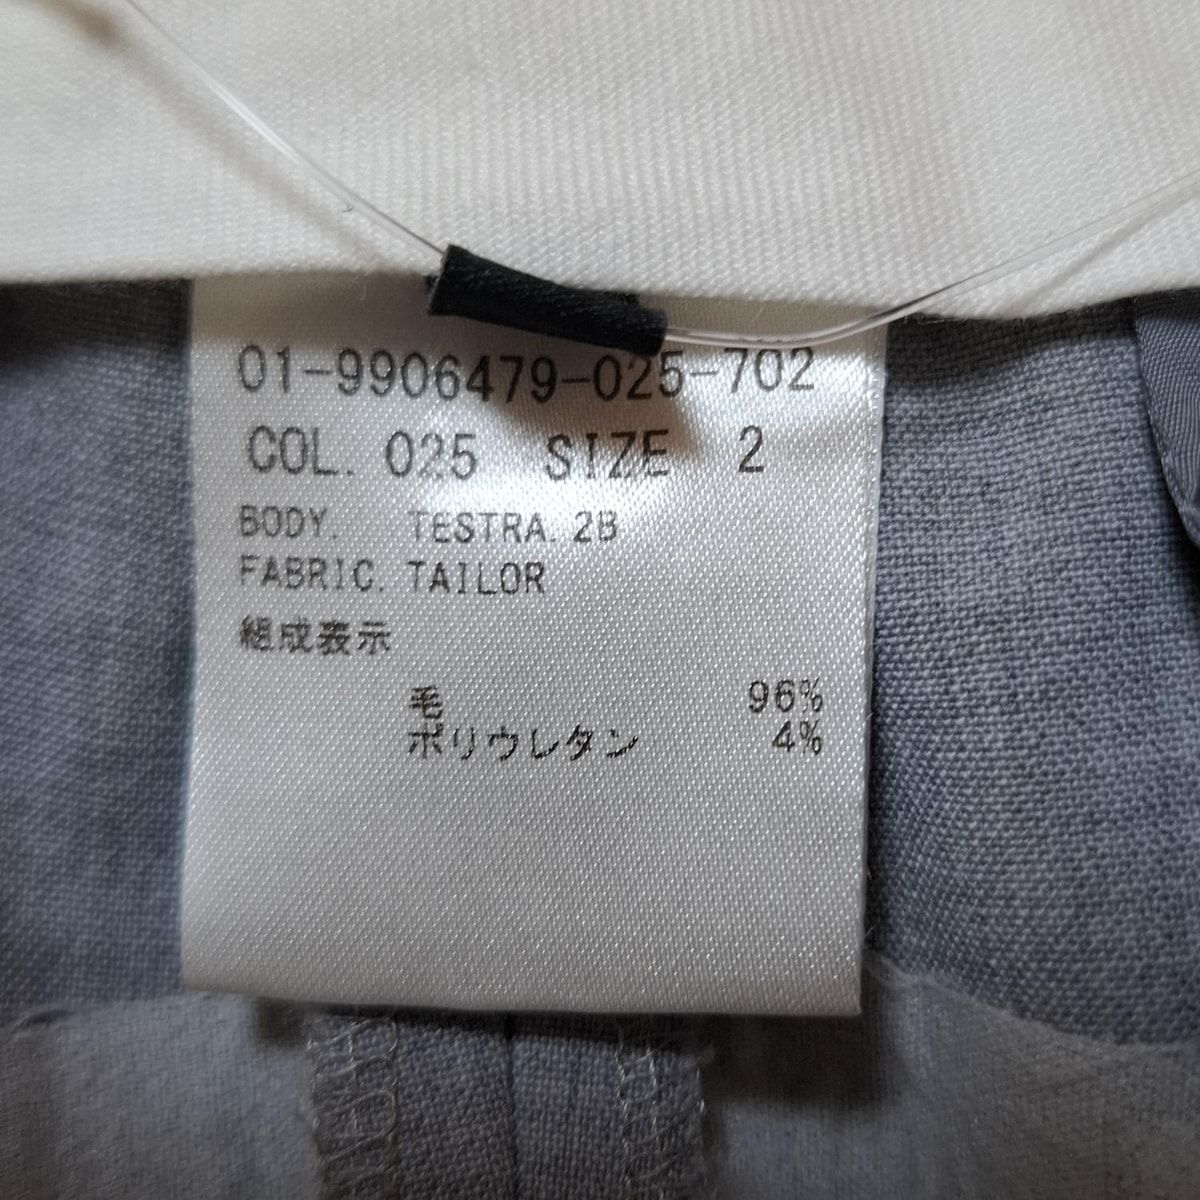 01-9906479-025-702
COL. 025 SIZE 2
BODY. TESTRA. 2B
FABRIC. TAILOR
組成表示
毛 96%
ポリウレタン 4%